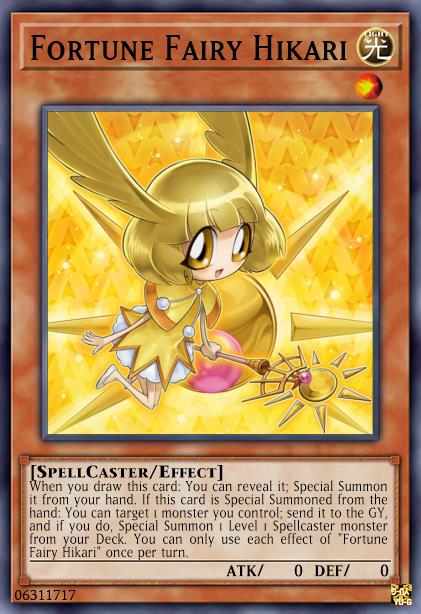 FORTUNE FAIRY HIKARI
LIGHT
光
[SPELLCASTER/EFFECT]
When you draw this card: You can reveal it; Special Summon
it from your hand. If this card is Special Summoned from the
hand: You can target 1 monster you control; send it to the GY,
and if you do, Special Summon 1 Level 1 Spellcaster monster
from your Deck. You can only use each effect of "Fortune
Fairy Hikari" once per turn.
ATK/ 0 DEF/ 0
06311717